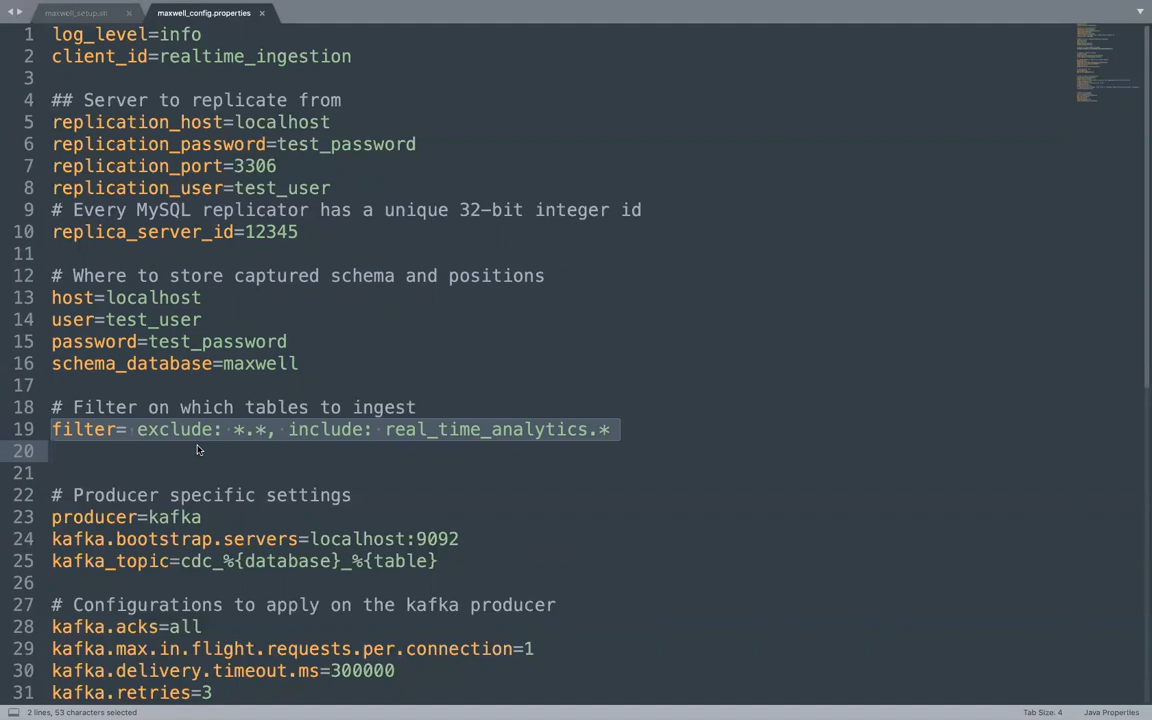 maxwell_setup.sh
maxwell_config.properties
1 log_level=info
2 client_id=realtime_ingestion
3
4 ## Server to replicate from
5 replication_host=localhost
6 replication_password=test_password
7 replication_port=3306
8 replication_user=test_user
9 # Every MySQL replicator has a unique 32-bit integer id
10 replica_server_id=12345
11
12 # Where to store captured schema and positions
13 host=localhost
14 user=test_user
15 password=test_password
16 schema_database=maxwell
17
18 # Filter on which tables to ingest
19 filter= exclude: *.*, include: real_time_analytics.*
20
21
22 # Producer specific settings
23 producer=kafka
24 kafka.bootstrap.servers=localhost:9092
25 kafka_topic=cdc_%{database}_%{table}
26
27 # Configurations to apply on the kafka producer
28 kafka.acks=all
29 kafka.max.in.flight.requests.per.connection=1
30 kafka.delivery.timeout.ms=300000
31 kafka.retries=3
2 lines, 53 characters selected
Tab Size: 4
Java Properties